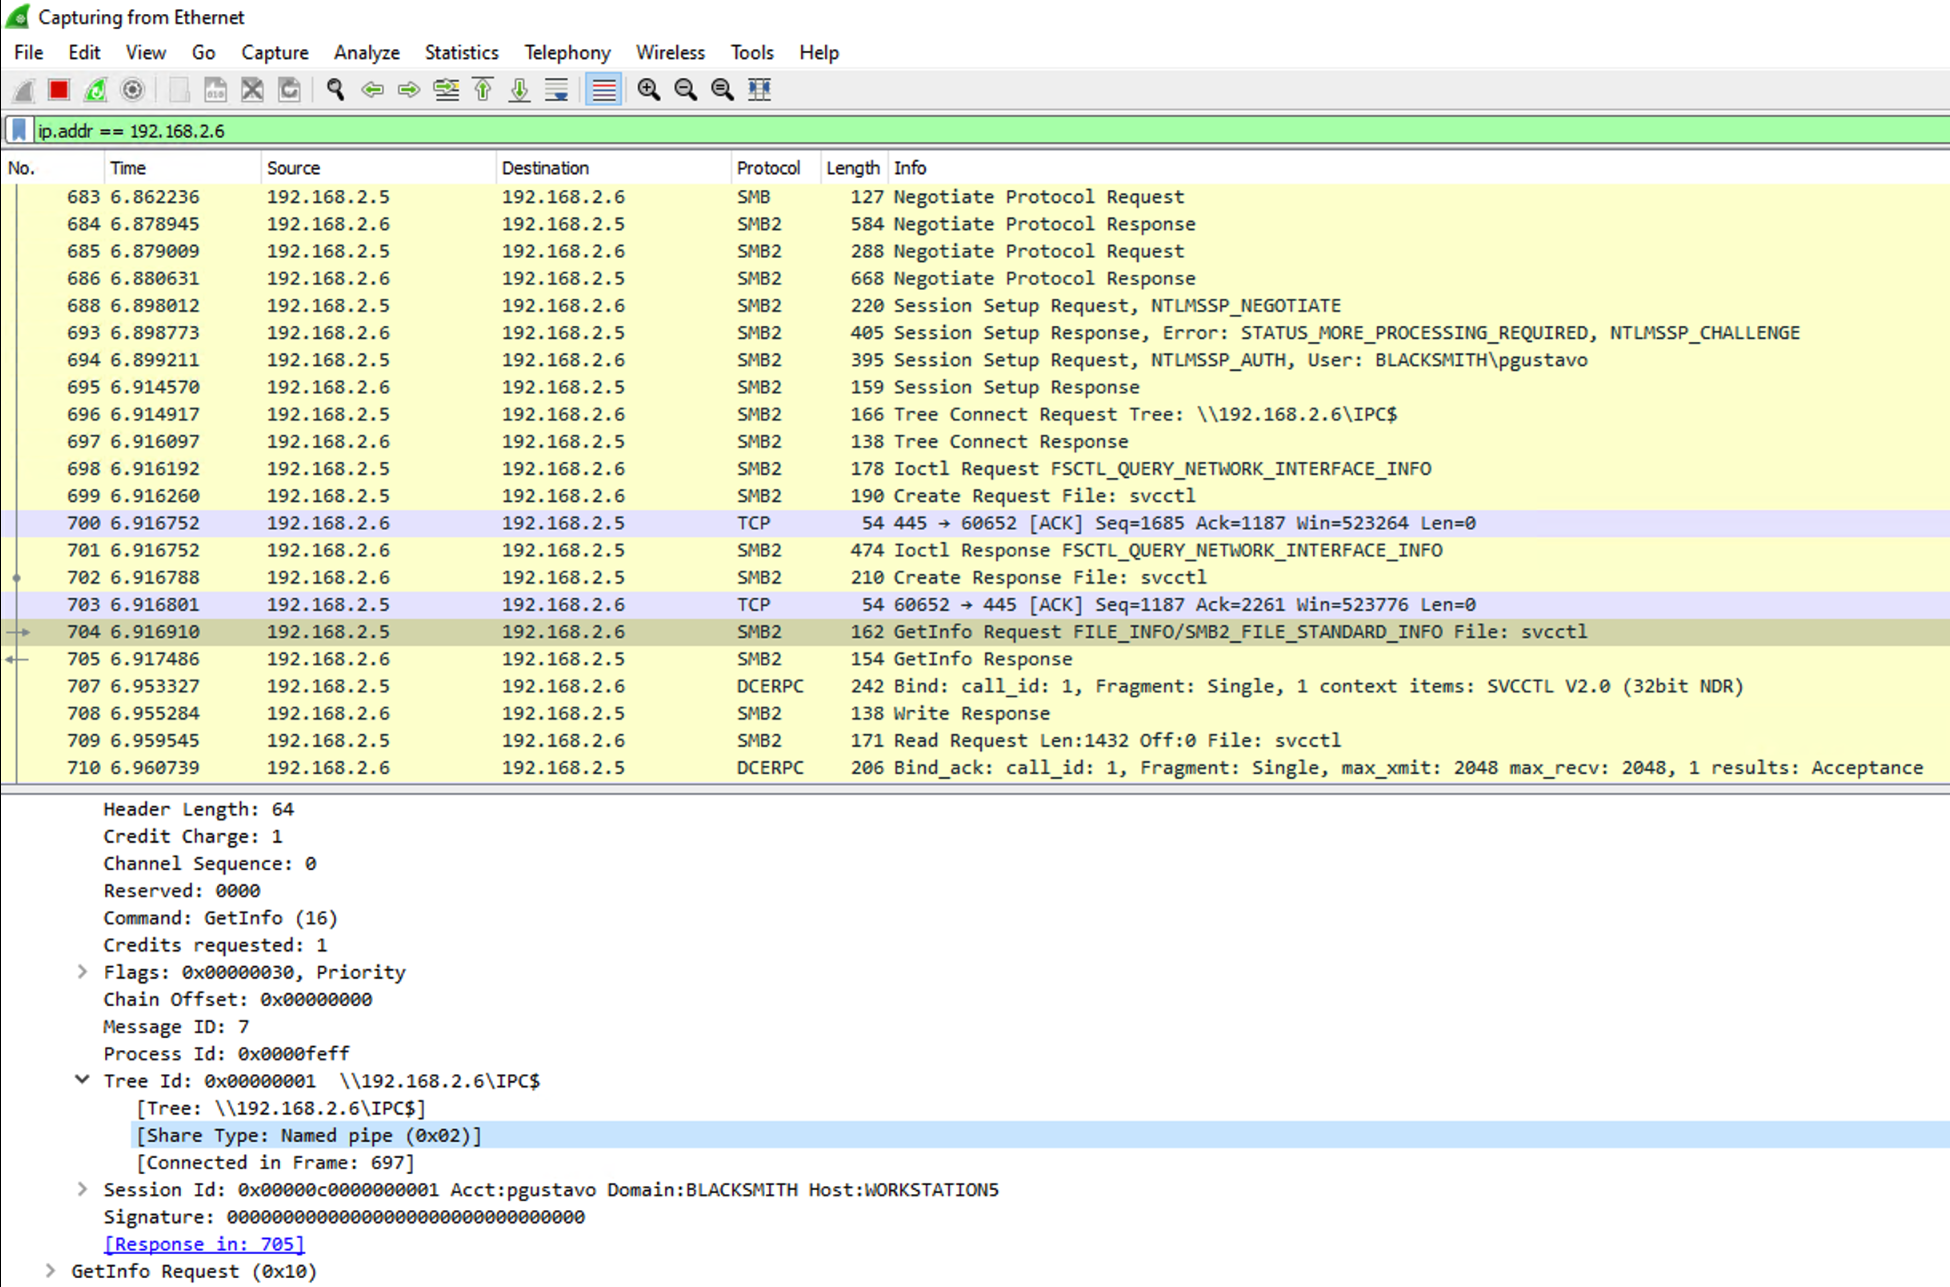 Capturing from Ethernet
File Edit View Go Capture Analyze Statistics Telephony Wireless Tools Help
ip.addr == 192.168.2.6
No. Time Source Destination Protocol Length Info
683 6.862236 192.168.2.5 192.168.2.6 SMB 127 Negotiate Protocol Request
684 6.878945 192.168.2.6 192.168.2.5 SMB2 584 Negotiate Protocol Response
685 6.879009 192.168.2.5 192.168.2.6 SMB2 288 Negotiate Protocol Request
686 6.880631 192.168.2.6 192.168.2.5 SMB2 668 Negotiate Protocol Response
688 6.898012 192.168.2.5 192.168.2.6 SMB2 220 Session Setup Request, NTLMSSP_NEGOTIATE
693 6.898773 192.168.2.6 192.168.2.5 SMB2 405 Session Setup Response, Error: STATUS_MORE_PROCESSING_REQUIRED, NTLMSSP_CHALLENGE
694 6.899211 192.168.2.5 192.168.2.6 SMB2 395 Session Setup Request, NTLMSSP_AUTH, User: BLACKSMITH\pgustavo
695 6.914570 192.168.2.6 192.168.2.5 SMB2 159 Session Setup Response
696 6.914917 192.168.2.5 192.168.2.6 SMB2 166 Tree Connect Request Tree: \\192.168.2.6\IPC$
697 6.916097 192.168.2.6 192.168.2.5 SMB2 138 Tree Connect Response
698 6.916192 192.168.2.5 192.168.2.6 SMB2 178 Ioctl Request FSCTL_QUERY_NETWORK_INTERFACE_INFO
699 6.916260 192.168.2.5 192.168.2.6 SMB2 190 Create Request File: svcctl
700 6.916752 192.168.2.6 192.168.2.5 TCP 54 445 → 60652 [ACK] Seq=1685 Ack=1187 Win=523264 Len=0
701 6.916752 192.168.2.6 192.168.2.5 SMB2 474 Ioctl Response FSCTL_QUERY_NETWORK_INTERFACE_INFO
702 6.916788 192.168.2.6 192.168.2.5 SMB2 210 Create Response File: svcctl
703 6.916801 192.168.2.5 192.168.2.6 TCP 54 60652 → 445 [ACK] Seq=1187 Ack=2261 Win=523776 Len=0
704 6.916910 192.168.2.5 192.168.2.6 SMB2 162 GetInfo Request FILE_INFO/SMB2_FILE_STANDARD_INFO File: svcctl
705 6.917486 192.168.2.6 192.168.2.5 SMB2 154 GetInfo Response
707 6.953327 192.168.2.5 192.168.2.6 DCERPC 242 Bind: call_id: 1, Fragment: Single, 1 context items: SVCCTL V2.0 (32bit NDR)
708 6.955284 192.168.2.6 192.168.2.5 SMB2 138 Write Response
709 6.959545 192.168.2.5 192.168.2.6 SMB2 171 Read Request Len:1432 Off:0 File: svcctl
710 6.960739 192.168.2.6 192.168.2.5 DCERPC 206 Bind_ack: call_id: 1, Fragment: Single, max_xmit: 2048 max_recv: 2048, 1 results: Acceptance
Header Length: 64
Credit Charge: 1
Channel Sequence: 0
Reserved: 0000
Command: GetInfo (16)
Credits requested: 1
Flags: 0x00000030, Priority
Chain Offset: 0x00000000
Message ID: 7
Process Id: 0x0000feff
Tree Id: 0x00000001 \\192.168.2.6\IPC$
[Tree: \\192.168.2.6\IPC$]
[Share Type: Named pipe (0x02)]
[Connected in Frame: 697]
Session Id: 0x00000c0000000001 Acct:pgustavo Domain:BLACKSMITH Host:WORKSTATION5
Signature: 00000000000000000000000000000000
[Response in: 705]
GetInfo Request (0x10)